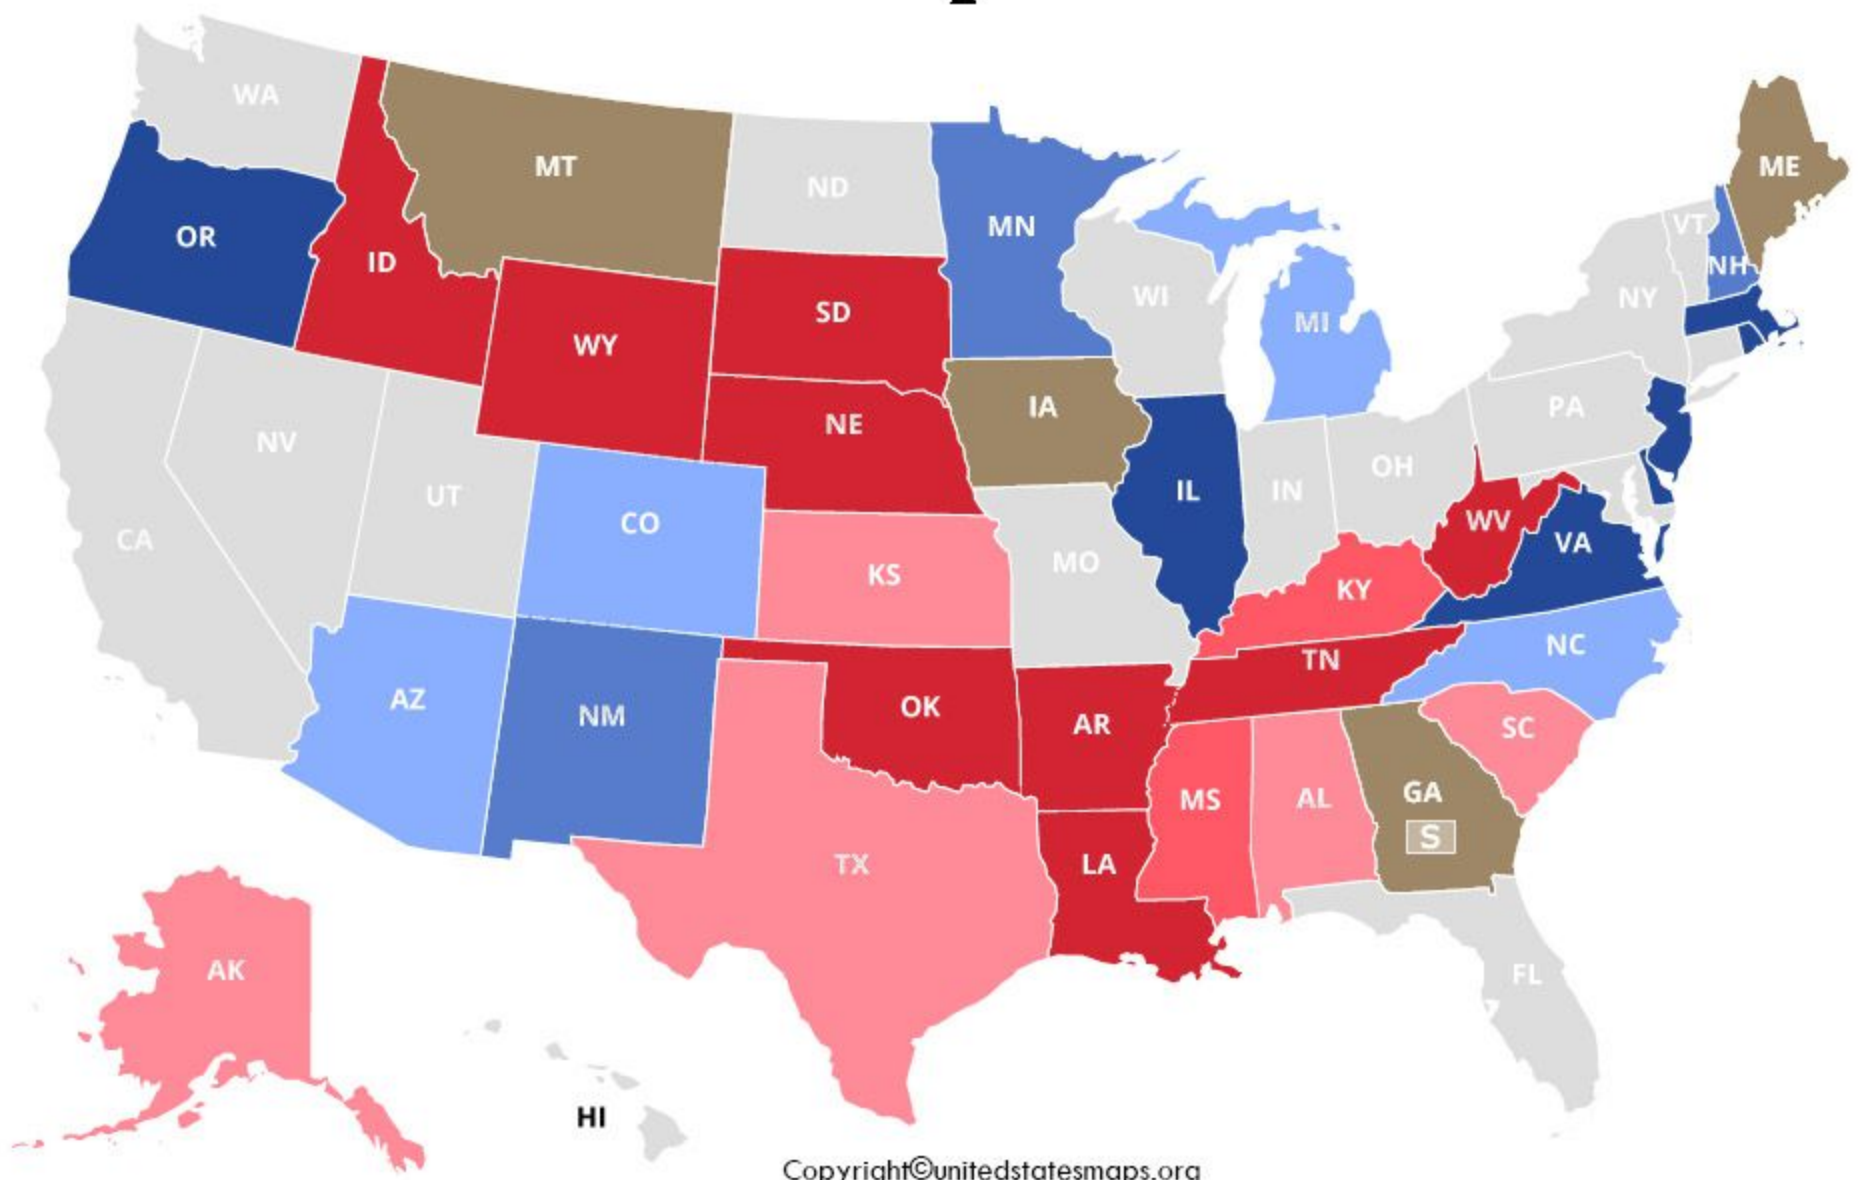 WA
MT
ND
MN
ME
OR
ID
SD
WI
MI
VT
NH
NY
WY
NE
IA
PA
NV
UT
CO
IL
IN
OH
CA
KS
MO
WV
VA
KY
NC
AZ
NM
OK
AR
TN
SC
MS
AL
GA
S
TX
LA
FL
AK
HI
Copyright©unitedstatesmaps.org